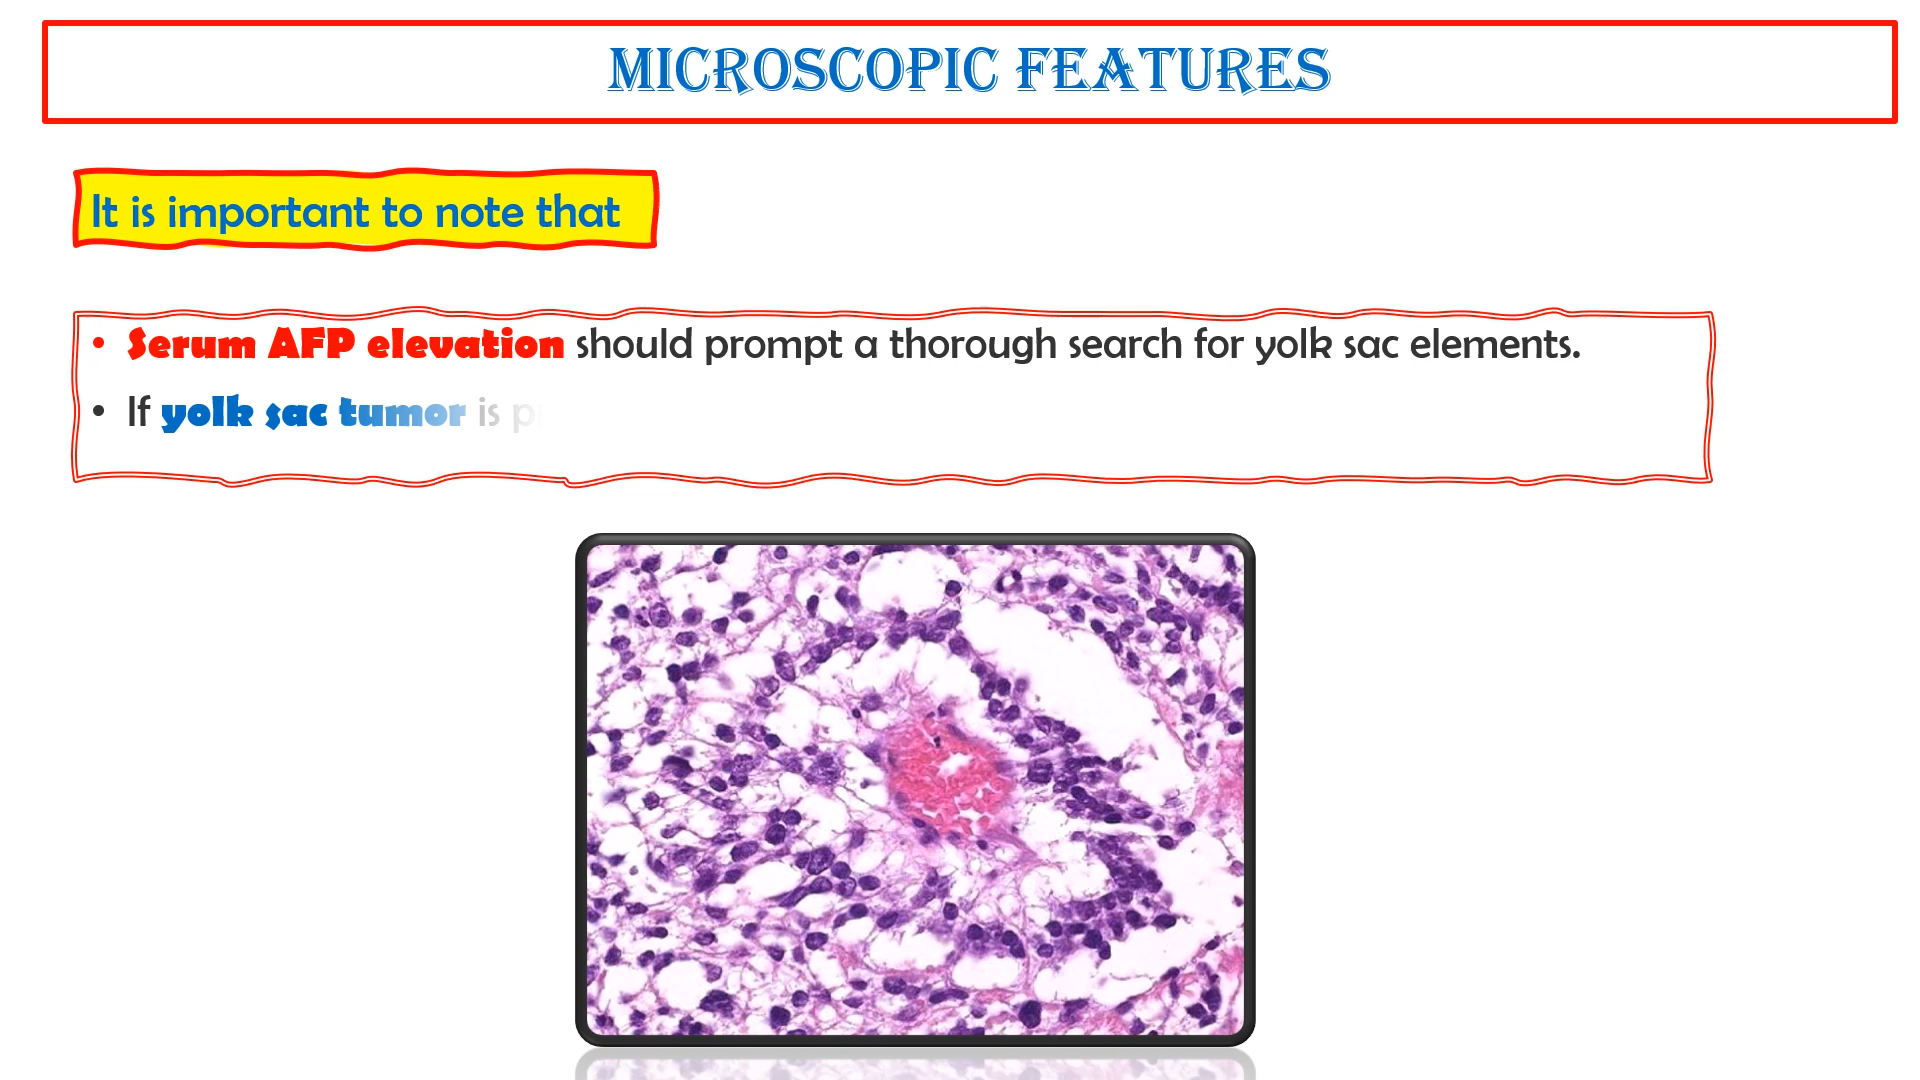 MICROSCOPIC FEATURES
It is important to note that
• Serum AFP elevation should prompt a thorough search for yolk sac elements.
• If yolk sac tumor is